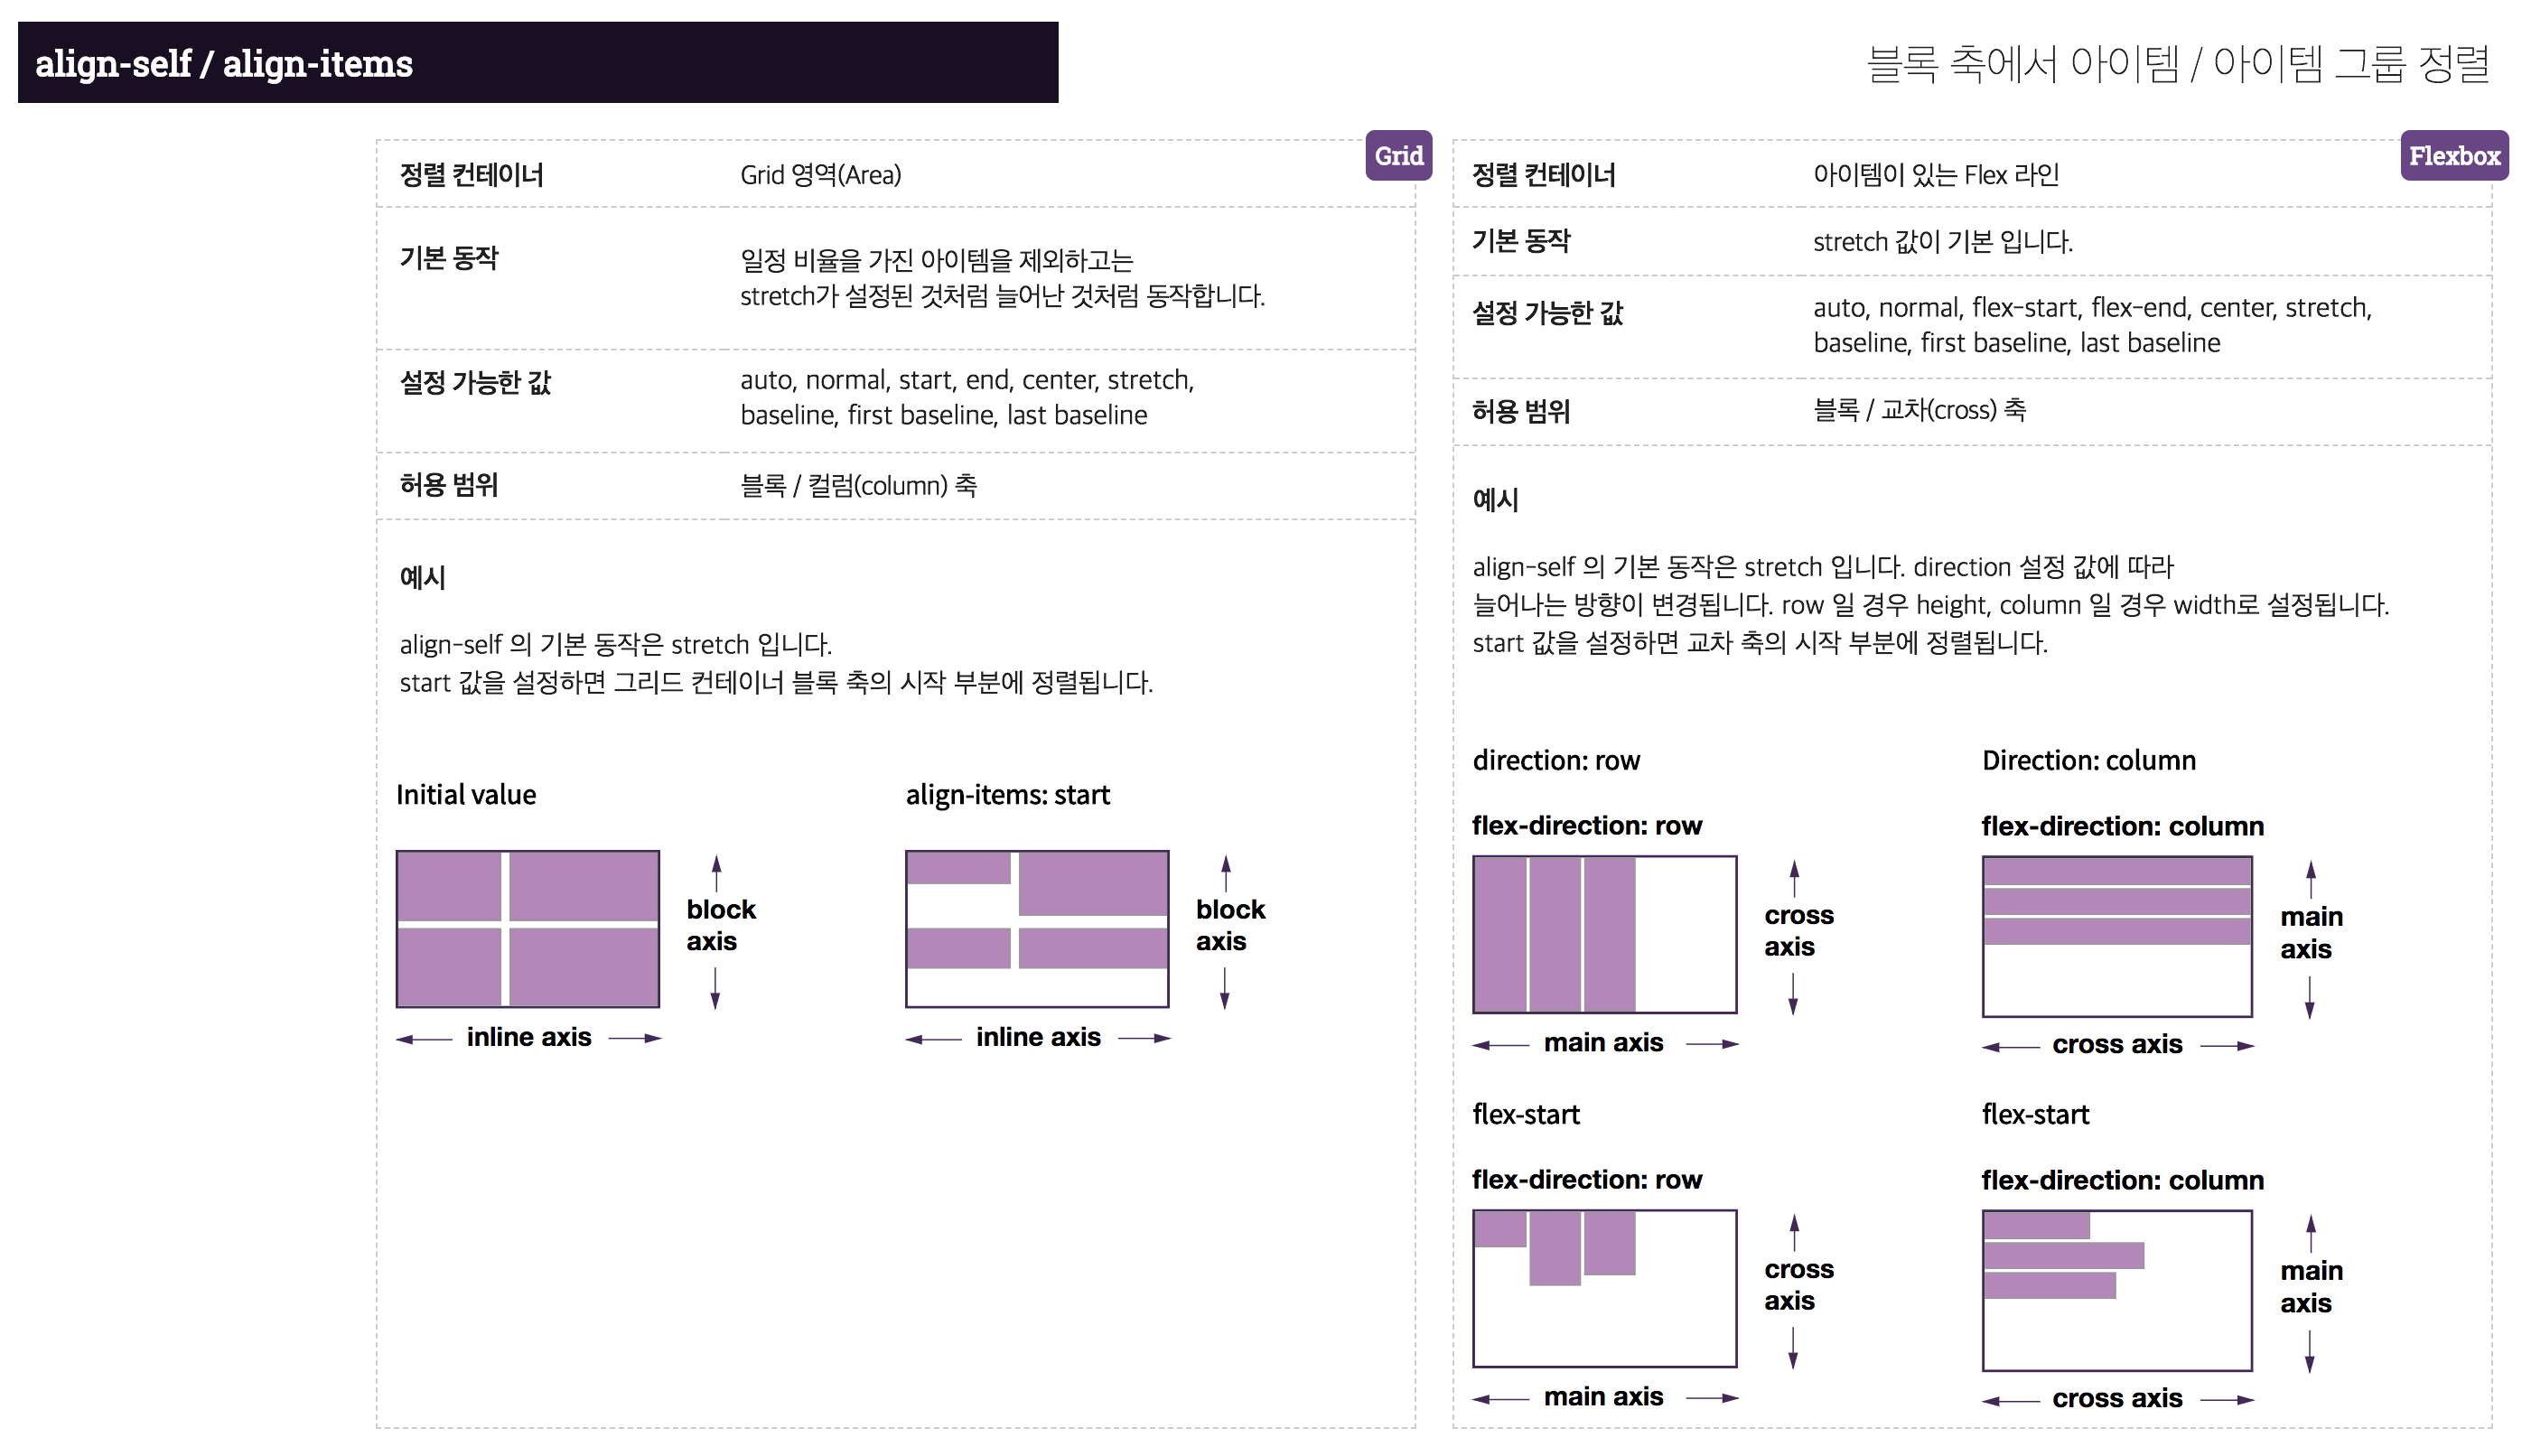 align-self / align-items
블록 축에서 아이템 / 아이템 그룹 정렬
Grid
정렬 컨테이너
Grid 영역(Area)
기본 동작
일정 비율을 가진 아이템을 제외하고는
stretch가 설정된 것처럼 늘어난 것처럼 동작합니다.
설정 가능한 값
auto, normal, start, end, center, stretch,
baseline, first baseline, last baseline
허용 범위
블록 / 컬럼(column) 축
예시
align-self 의 기본 동작은 stretch 입니다.
start 값을 설정하면 그리드 컨테이너 블록 축의 시작 부분에 정렬됩니다.
Initial value
block
axis
inline axis
align-items: start
block
axis
inline axis
Flexbox
정렬 컨테이너
아이템이 있는 Flex 라인
기본 동작
stretch 값이 기본 입니다.
설정 가능한 값
auto, normal, flex-start, flex-end, center, stretch,
baseline, first baseline, last baseline
허용 범위
블록 / 교차(cross) 축
예시
align-self 의 기본 동작은 stretch 입니다. direction 설정 값에 따라
늘어나는 방향이 변경됩니다. row 일 경우 height, column 일 경우 width로 설정됩니다.
start 값을 설정하면 교차 축의 시작 부분에 정렬됩니다.
direction: row
flex-direction: row
cross
axis
main axis
Direction: column
flex-direction: column
main
axis
cross axis
flex-start
flex-direction: row
cross
axis
main axis
flex-start
flex-direction: column
main
axis
cross axis